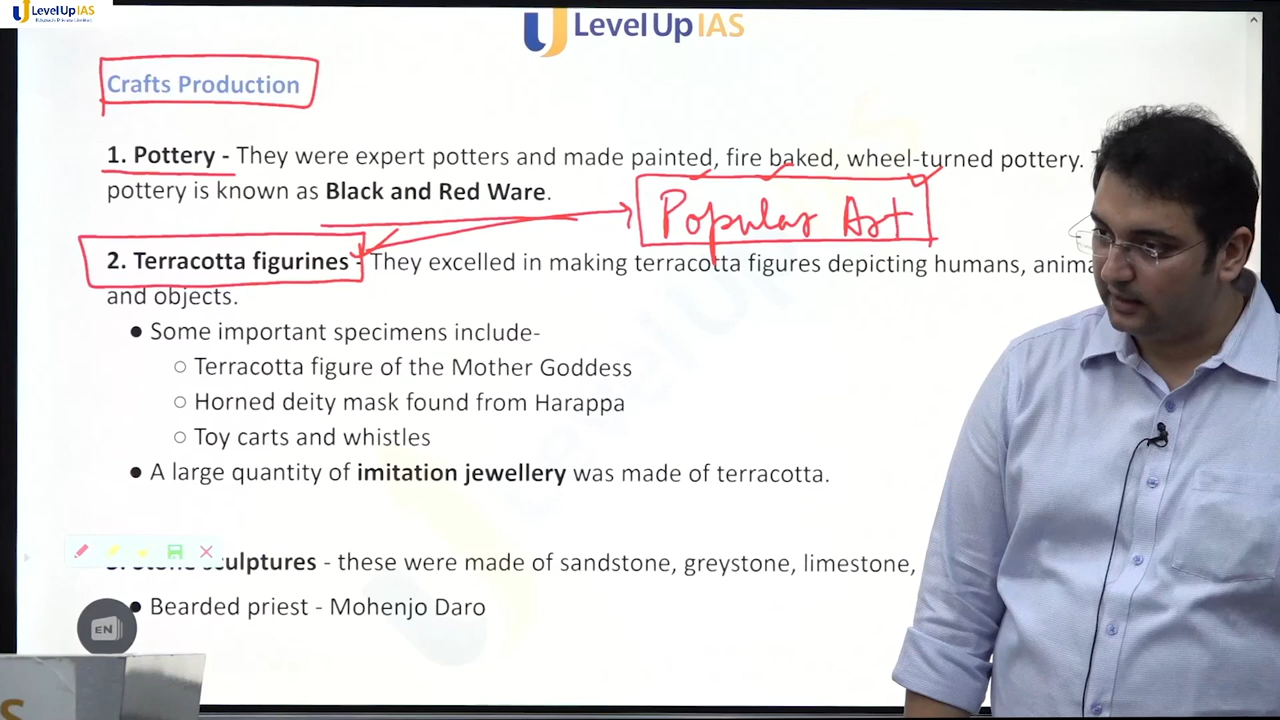 Level Up IAS
Level Up IAS
Crafts Production
1. Pottery - They were expert potters and made painted, fire baked, wheel-turned pottery.
pottery is known as Black and Red Ware.
Popular Art
2. Terracotta figurines - They excelled in making terracotta figures depicting humans,
and objects.
● Some important specimens include-
○ Terracotta figure of the Mother Goddess
○ Horned deity mask found from Harappa
○ Toy carts and whistles
● A large quantity of imitation jewellery was made of terracotta.
sculptures - these were made of sandstone, greystone, limestone,
● Bearded priest - Mohenjo Daro
EN